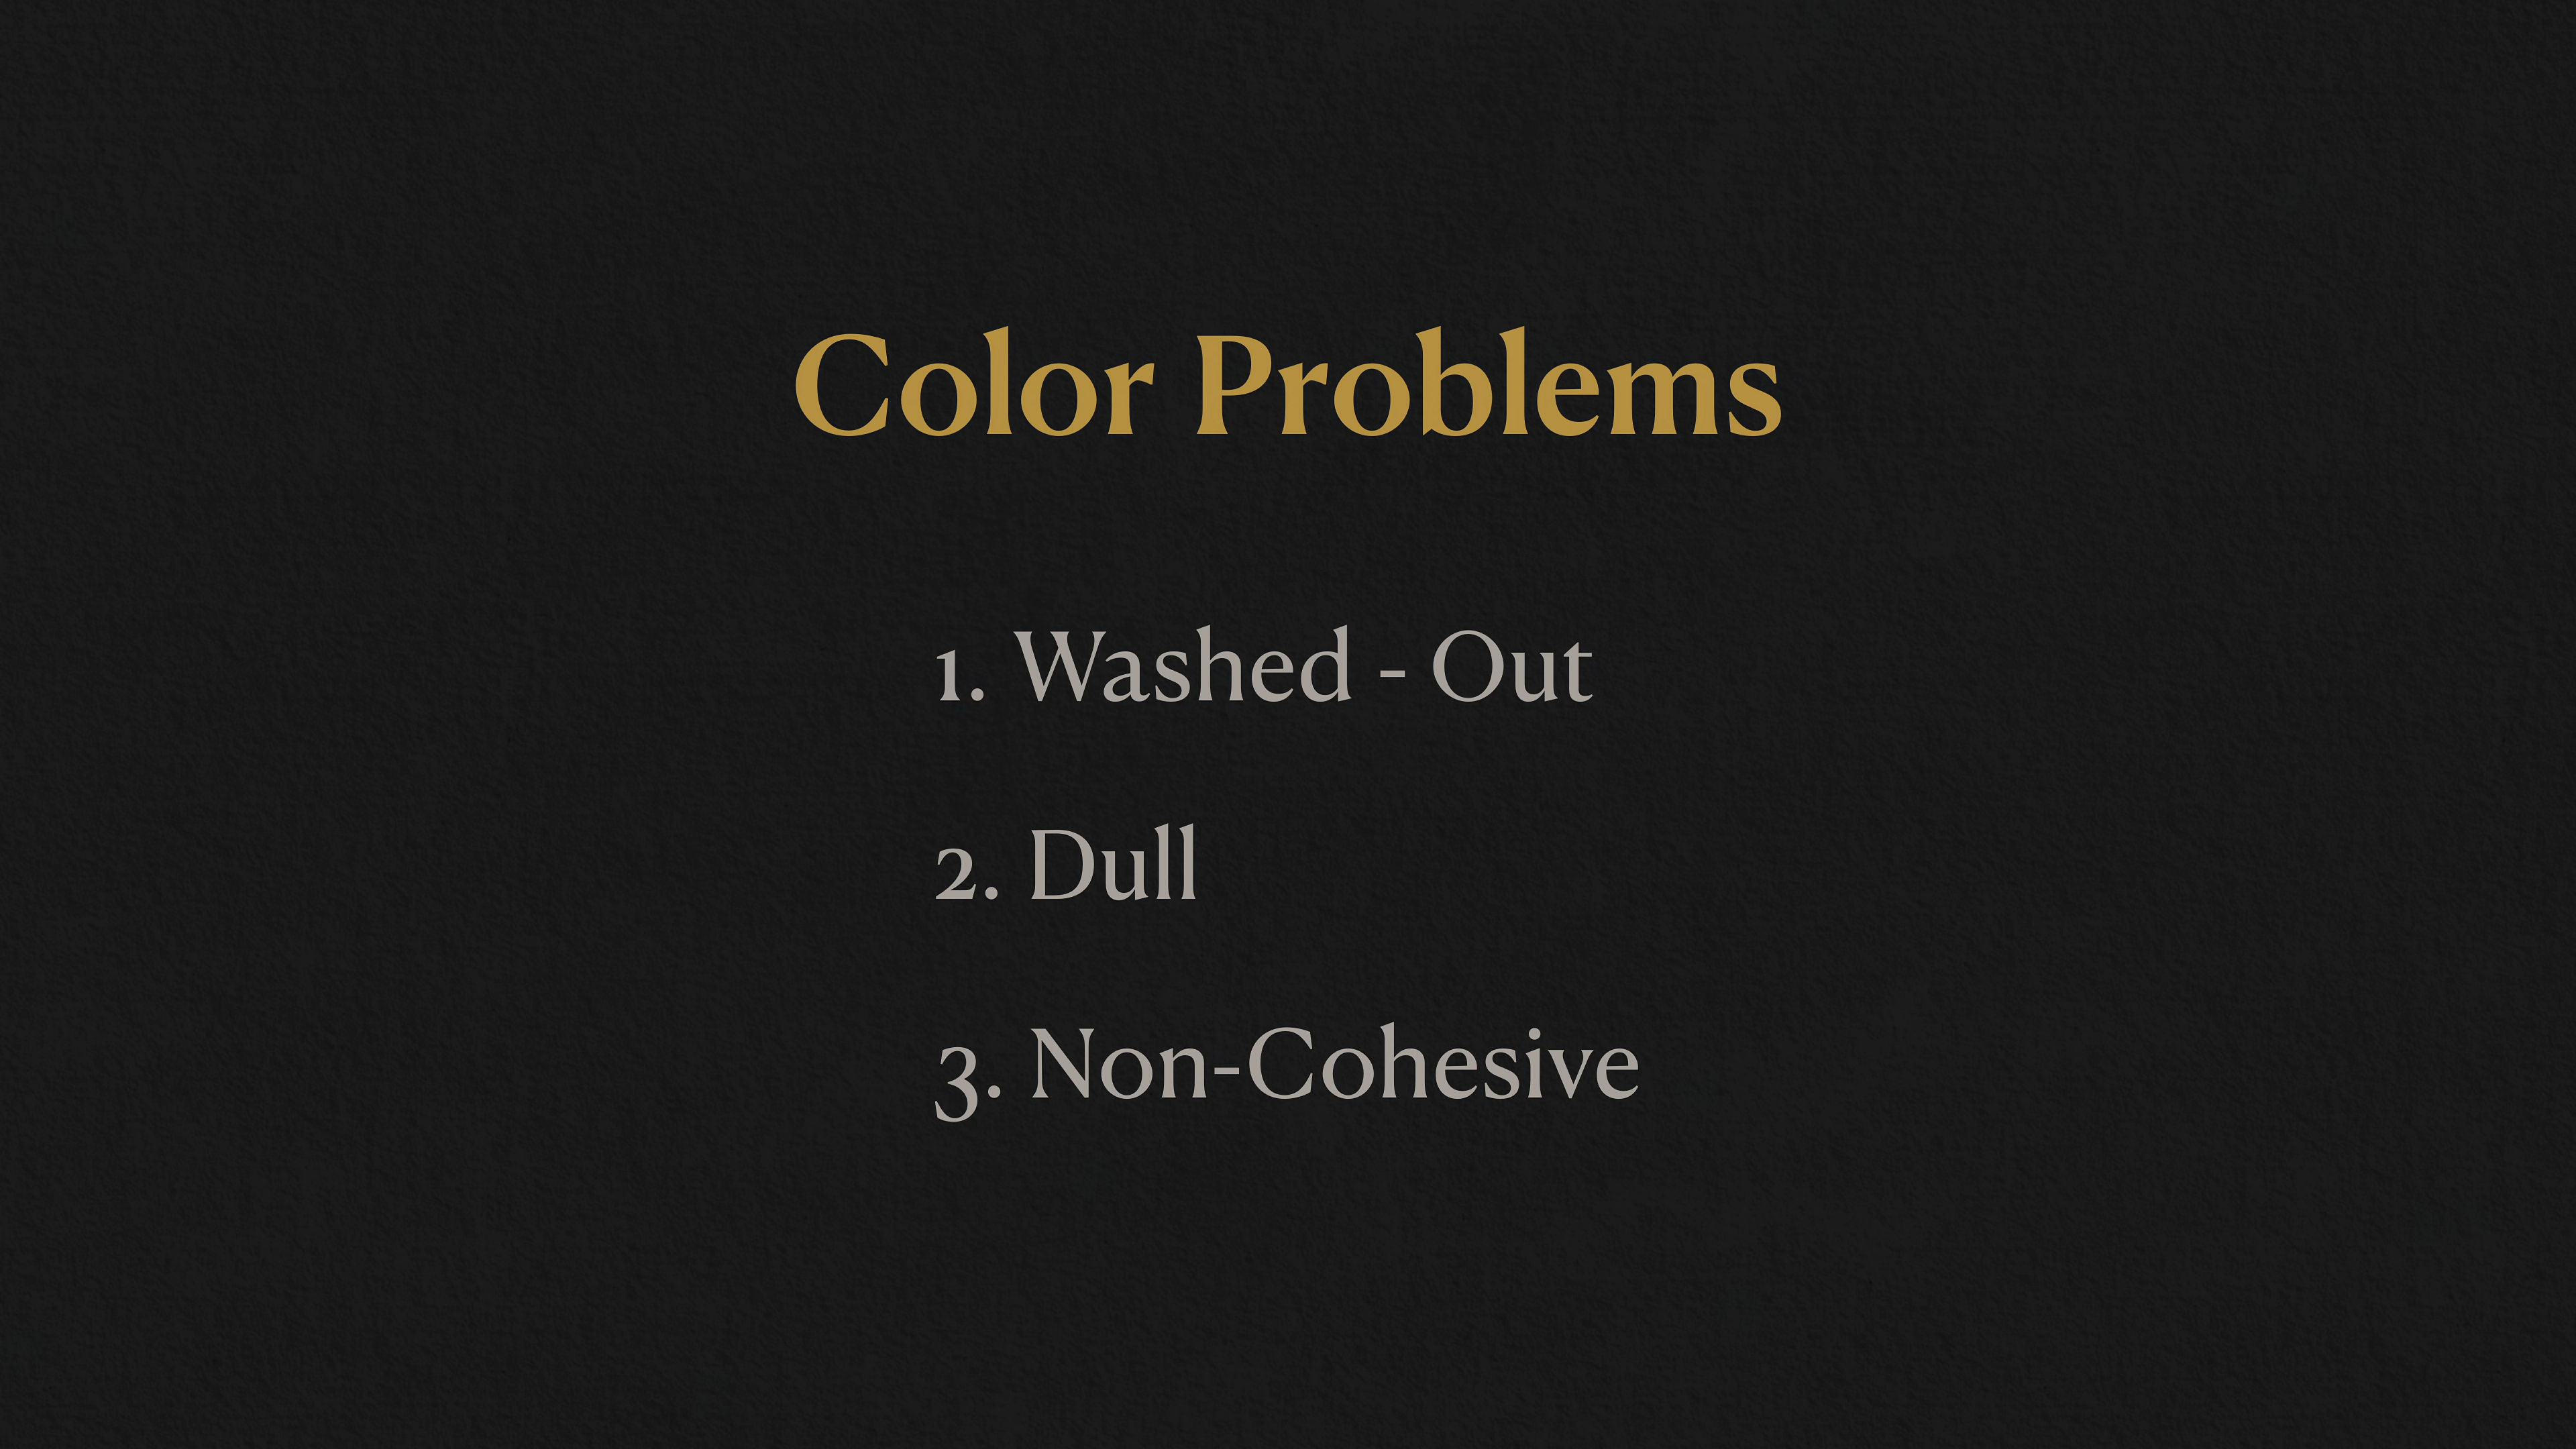 Color Problems
1. Washed - Out
2. Dull
3. Non-Cohesive